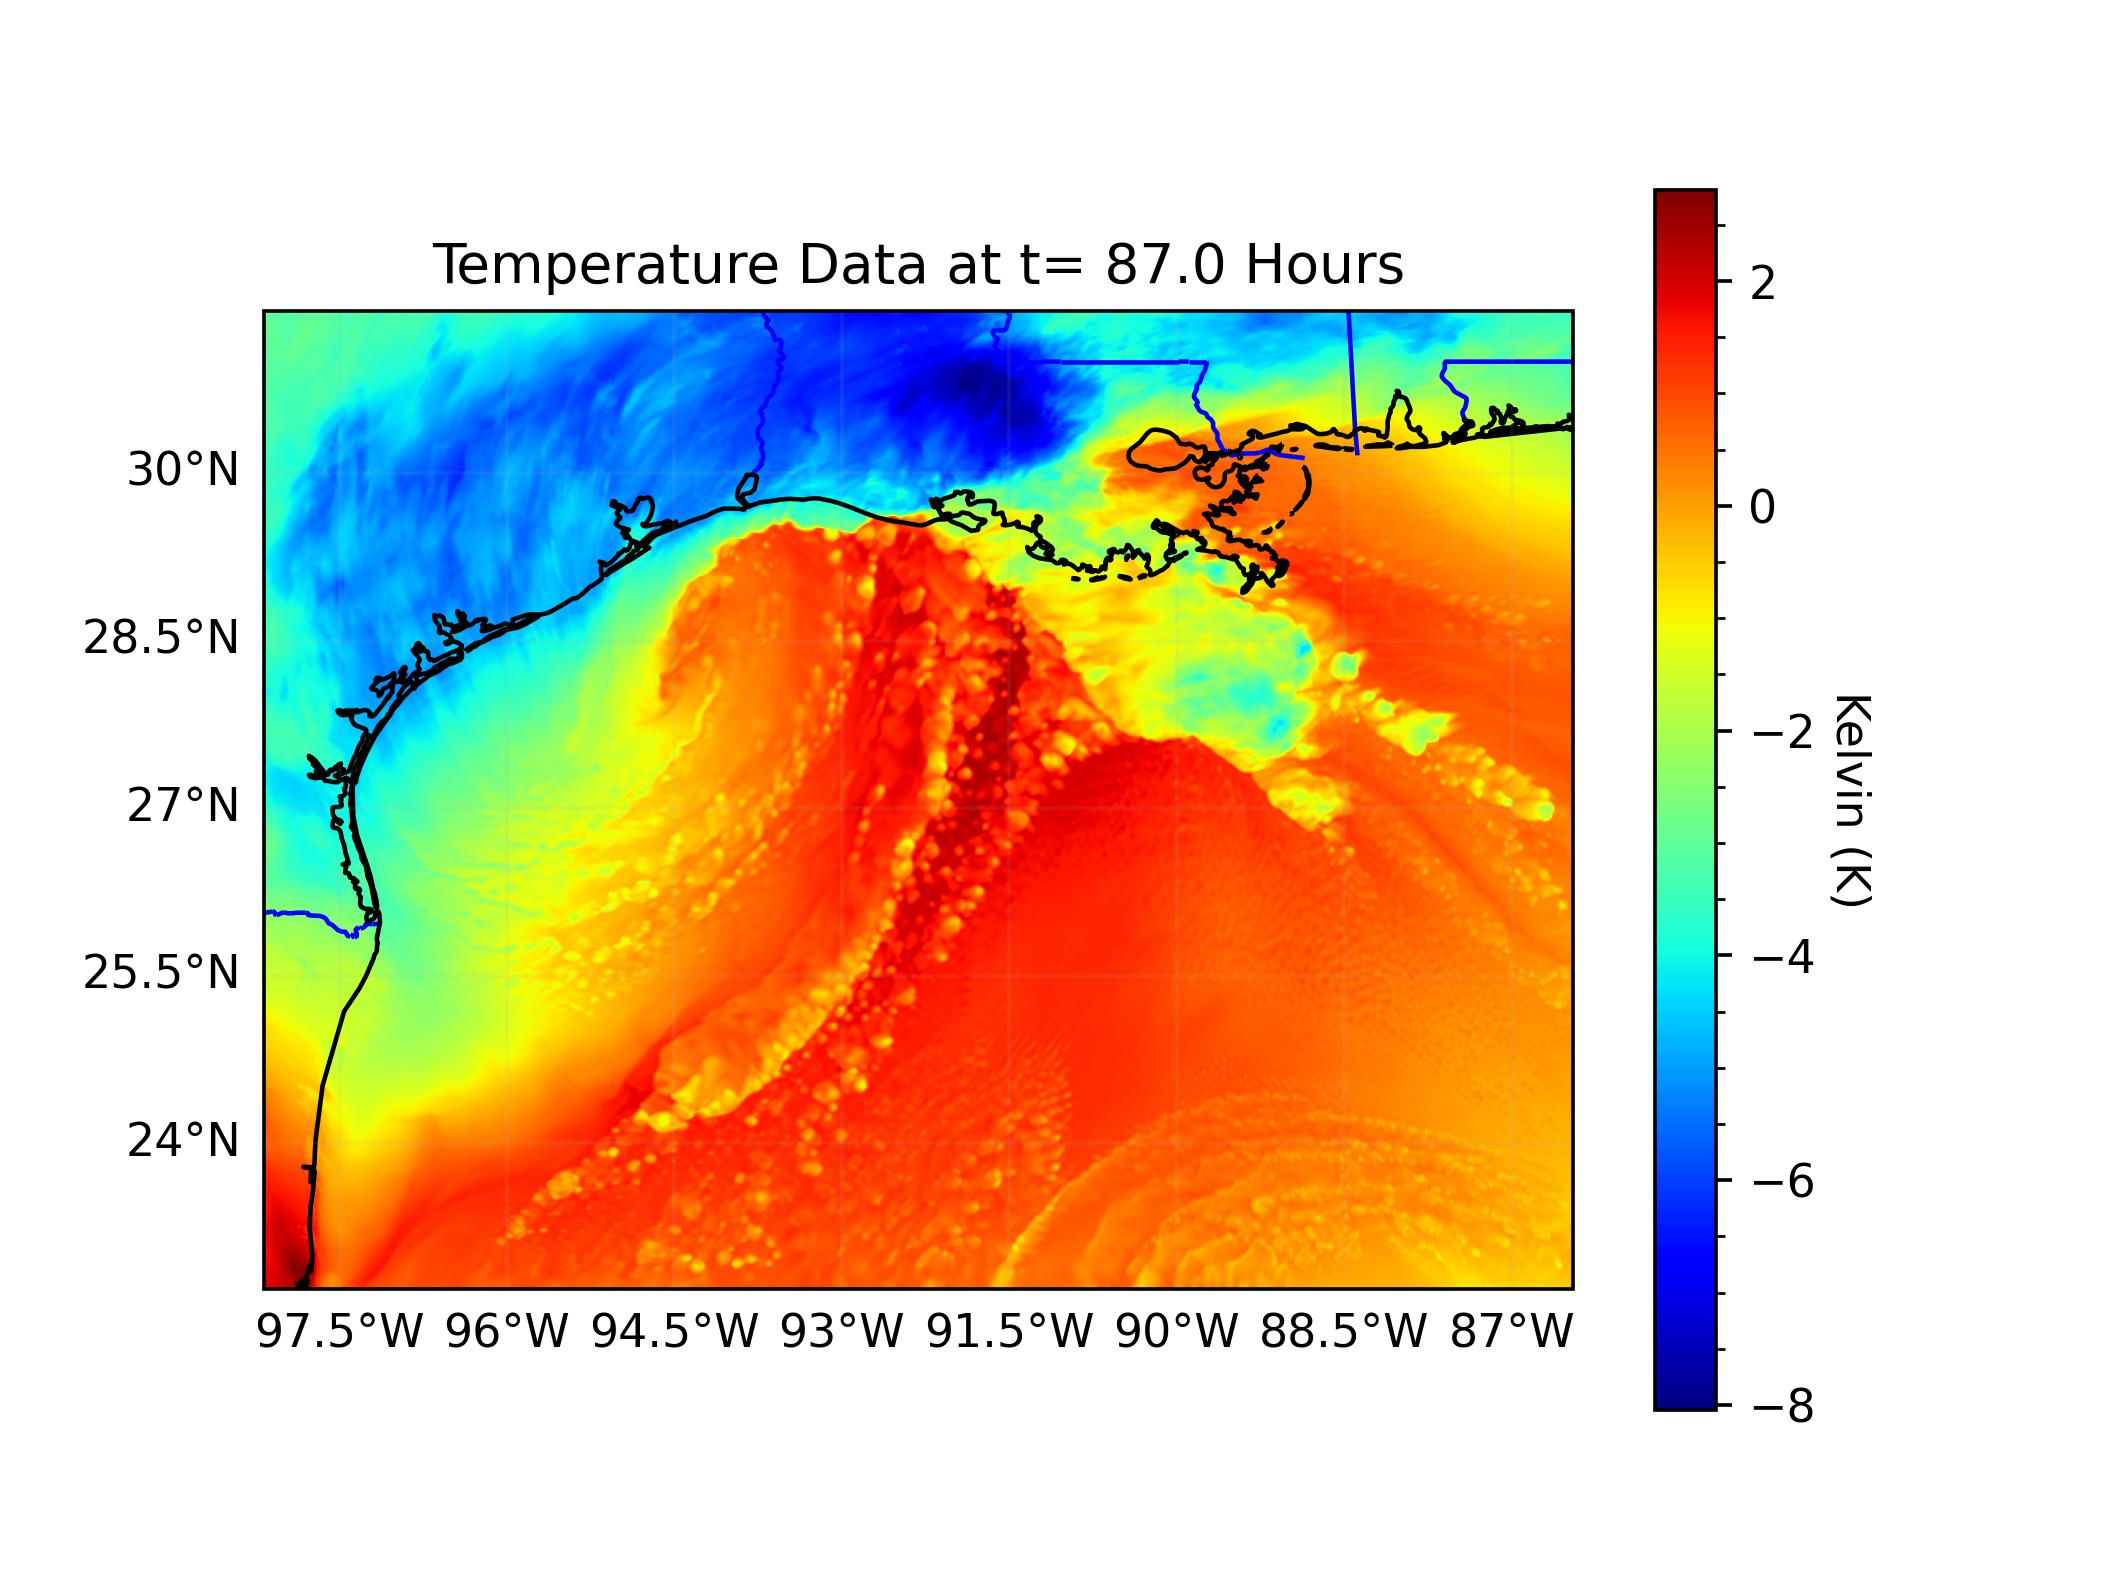 Temperature Data at t= 87.0 Hours
30°N
28.5°N
27°N
25.5°N
24°N
97.5°W 96°W 94.5°W 93°W 91.5°W 90°W 88.5°W 87°W
2
0
−2
−4
−6
−8
Kelvin (K)